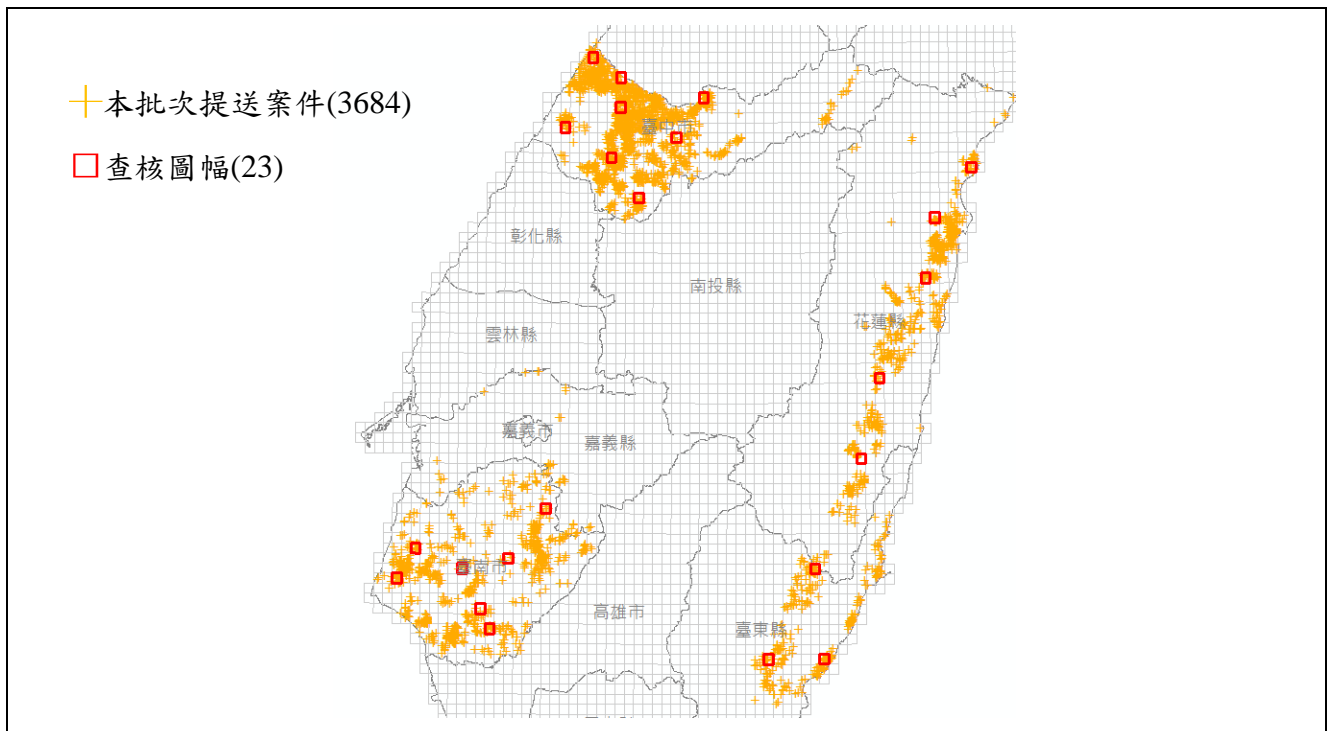 本批次提送案件(3684)
查核圖幅(23)
臺中市
彰化縣
南投縣
花蓮縣
雲林縣
嘉義市
嘉義縣
臺南市
高雄市
臺東縣